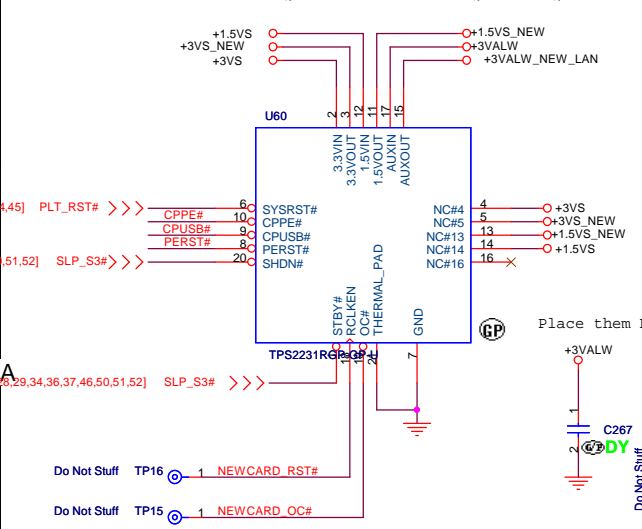 +1.5VS
+3VS_NEW
+3VS
+1.5VS_NEW
+3VALW
+3VALW_NEW_LAN
U60
2
3
12
11
17
15
3.3VIN
3.3VOUT
1.5VIN
1.5VOUT
AUXIN
AUXOUT
4,45] PLT_RST#
CPPE#
CPUSB#
PERST#
,51,52] SLP_S3#
6
10
9
8
20
SYSRST#
CPPE#
CPUSB#
PERST#
SHDN#
NC#4
NC#5
NC#13
NC#14
NC#16
4
5
13
14
16
+3VS
+3VS_NEW
+1.5VS_NEW
+1.5VS
STBY#
RCLKEN
OC#
THERMAL_PAD
GND
TPS2231RGP-GP-U
7
GP
Place them
+3VALW
1
2
C267
G/P
DY
Do Not Stuff
A
28,29,34,36,37,46,50,51,52] SLP_S3#
Do Not Stuff TP16 1 NEWCARD_RST#
Do Not Stuff TP15 1 NEWCARD_OC#